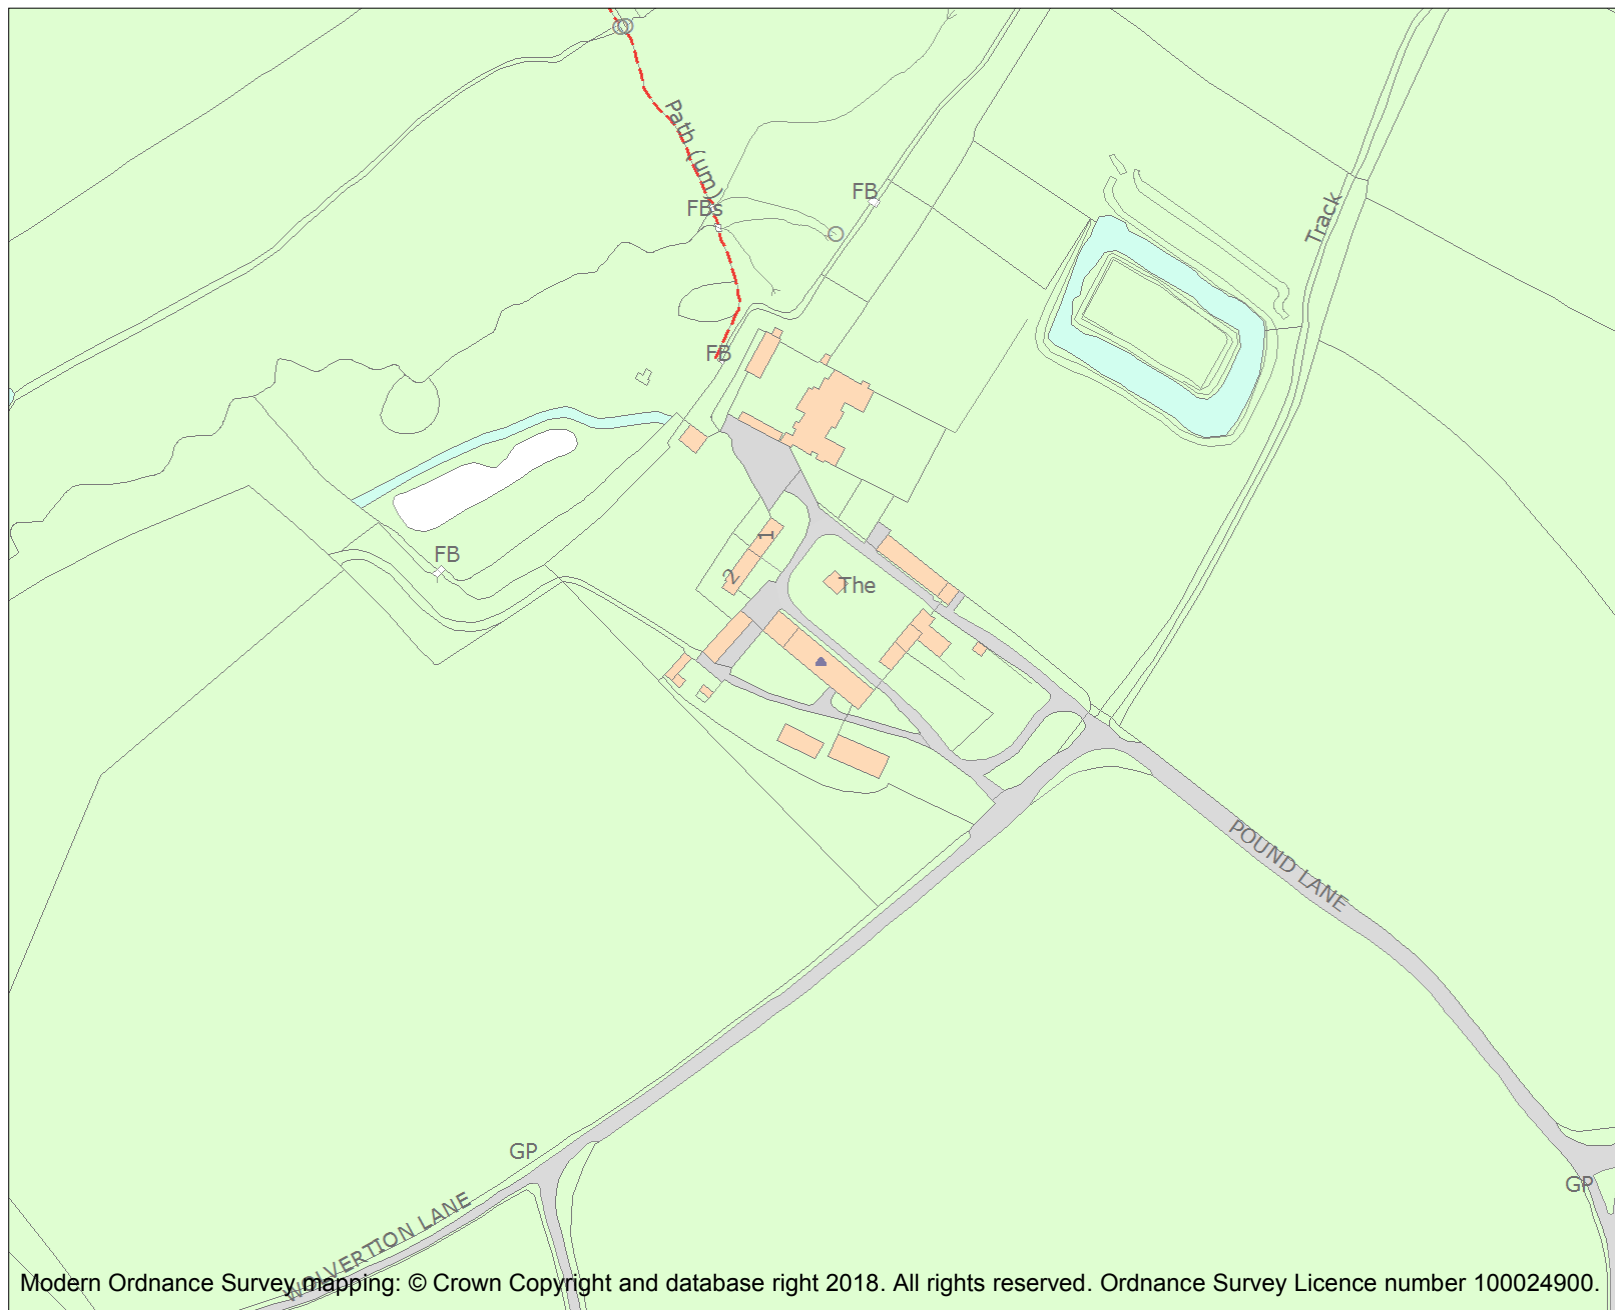 Path (um)
FB
FBs
Track
FB
1
FB
2
The
POUND LANE
GP
GP
WOLVERTION LANE
Modern Ordnance Survey mapping: © Crown Copyright and database right 2018. All rights reserved. Ordnance Survey Licence number 100024900.